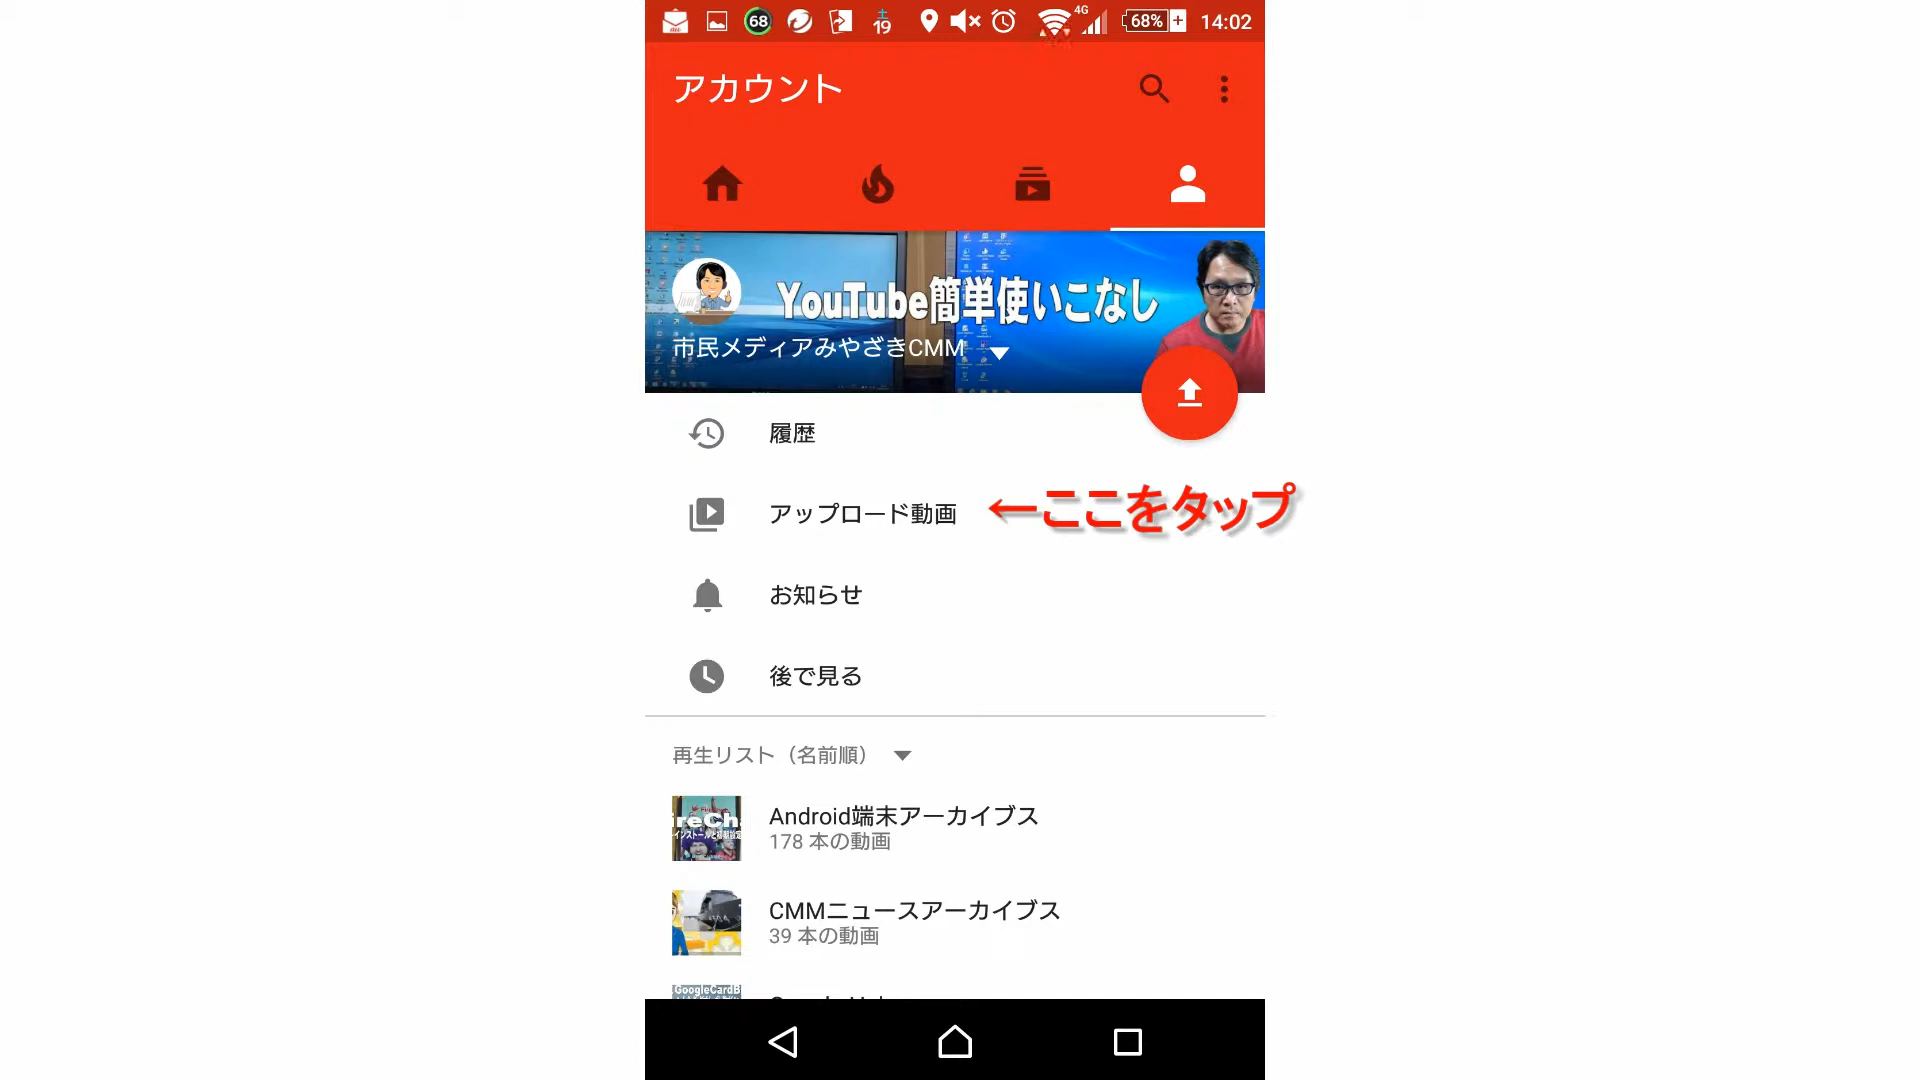 68
土
19
4G
68%
14:02
アカウント
YouTube簡単使いこなし
市民メディアみやざきCMM
履歴
アップロード動画
←ここをタップ
お知らせ
後で見る
再生リスト（名前順）
Android端末アーカイブス
178 本の動画
CMMニュースアーカイブス
39 本の動画
GoogleCardB